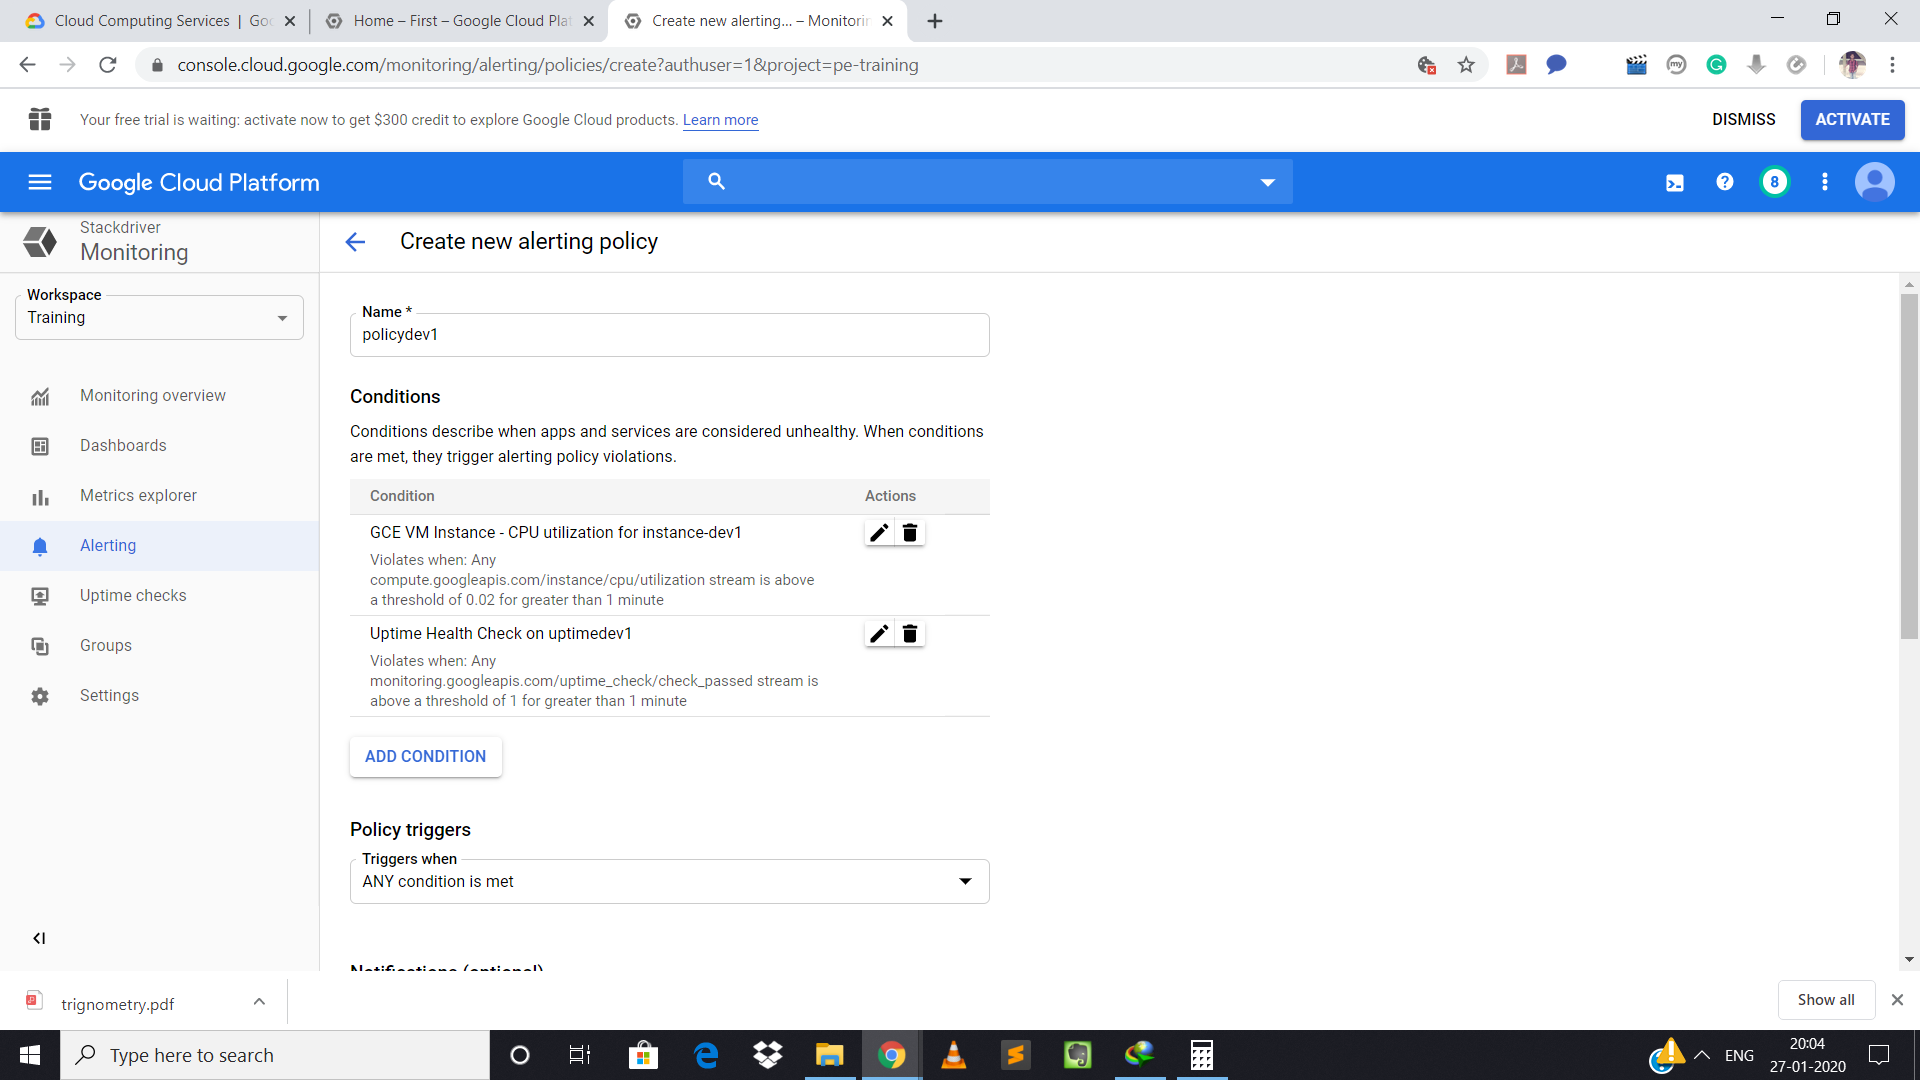 Cloud Computing Services | Goo
Home – First – Google Cloud Plat
Create new alerting... – Monitorin
console.cloud.google.com/monitoring/alerting/policies/create?authuser=1&project=pe-training
my
Your free trial is waiting: activate now to get $300 credit to explore Google Cloud products. Learn more
DISMISS
ACTIVATE
Google Cloud Platform
8
Stackdriver
Monitoring
Create new alerting policy
Workspace
Training
Monitoring overview
Dashboards
Metrics explorer
Alerting
Uptime checks
Groups
Settings
Name *
policydev1
Conditions
Conditions describe when apps and services are considered unhealthy. When conditions
are met, they trigger alerting policy violations.
Condition
Actions
GCE VM Instance - CPU utilization for instance-dev1
Violates when: Any
compute.googleapis.com/instance/cpu/utilization stream is above
a threshold of 0.02 for greater than 1 minute
Uptime Health Check on uptimedev1
Violates when: Any
monitoring.googleapis.com/uptime_check/check_passed stream is
above a threshold of 1 for greater than 1 minute
ADD CONDITION
Policy triggers
Triggers when
ANY condition is met
Notifications (optional)
trignometry.pdf
Show all
Type here to search
ENG
20:04
27-01-2020